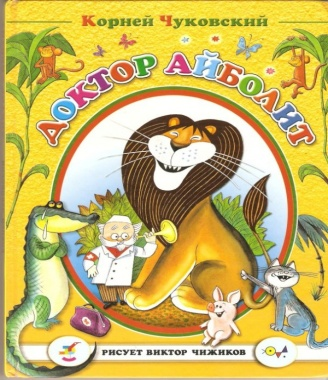 Корней Чуковский
ДОКТОР АЙБОЛИТ
РИСУЕТ ВИКТОР ЧИЖИКОВ